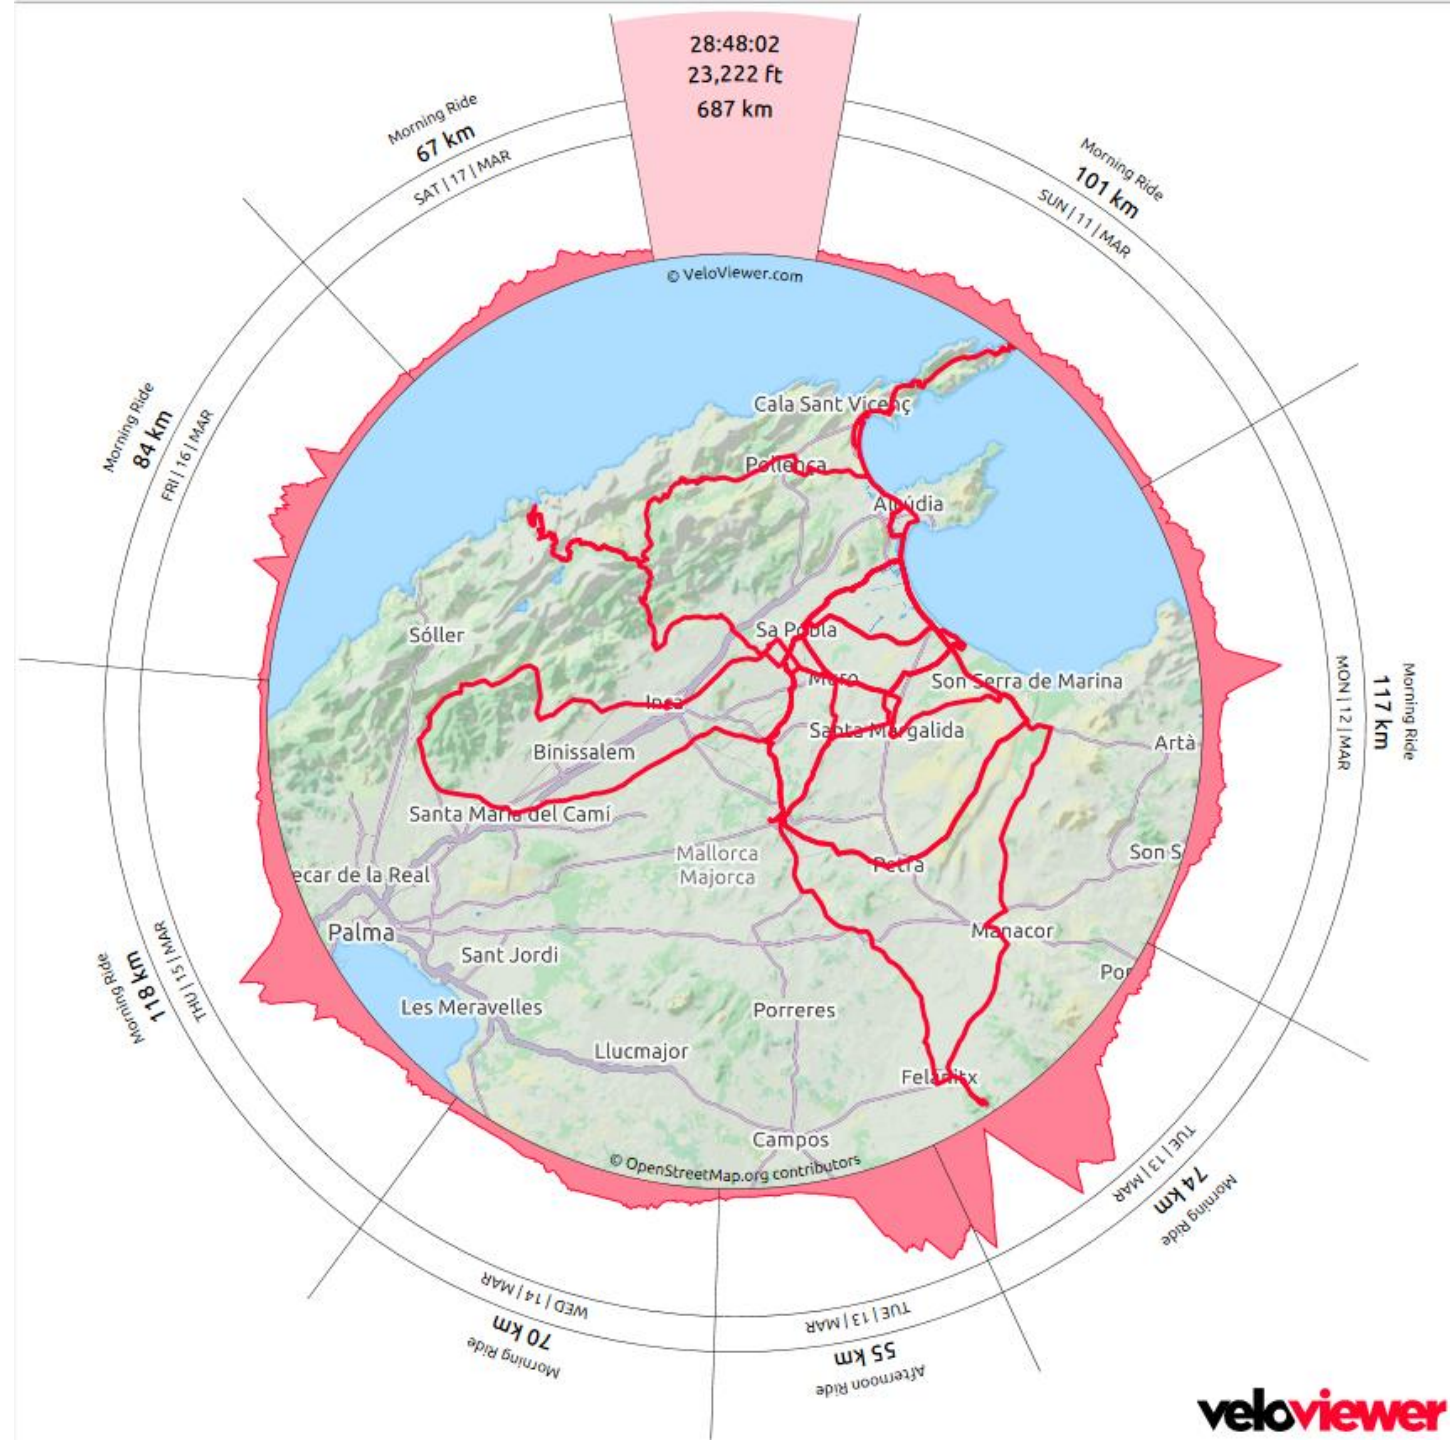 28:48:02
23,222 ft
687 km
Morning Ride
101 km
SUN | 11 | MAR
Morning Ride
117 km
MON | 12 | MAR
TUE | 13 | MAR
74 km
Morning Ride
TUE | 13 | MAR
55 km
Afternoon Ride
WED | 14 | MAR
70 km
Morning Ride
Morning Ride
118 km
THU | 15 | MAR
Morning Ride
84 km
FRI | 16 | MAR
Morning Ride
67 km
SAT | 17 | MAR
© VeloViewer.com
Cala Sant Vicenç
Pollença
Alcúdia
Sóller
Sa Pobla
Muro
Son Serra de Marina
Inca
Santa Margalida
Binissalem
Artà
Santa Maria del Camí
Mallorca
Majorca
Petra
Son S
ecar de la Real
Palma
Manacor
Sant Jordi
Por
Les Meravelles
Porreres
Llucmajor
Felanitx
Campos
© OpenStreetMap.org contributors
veloviewer